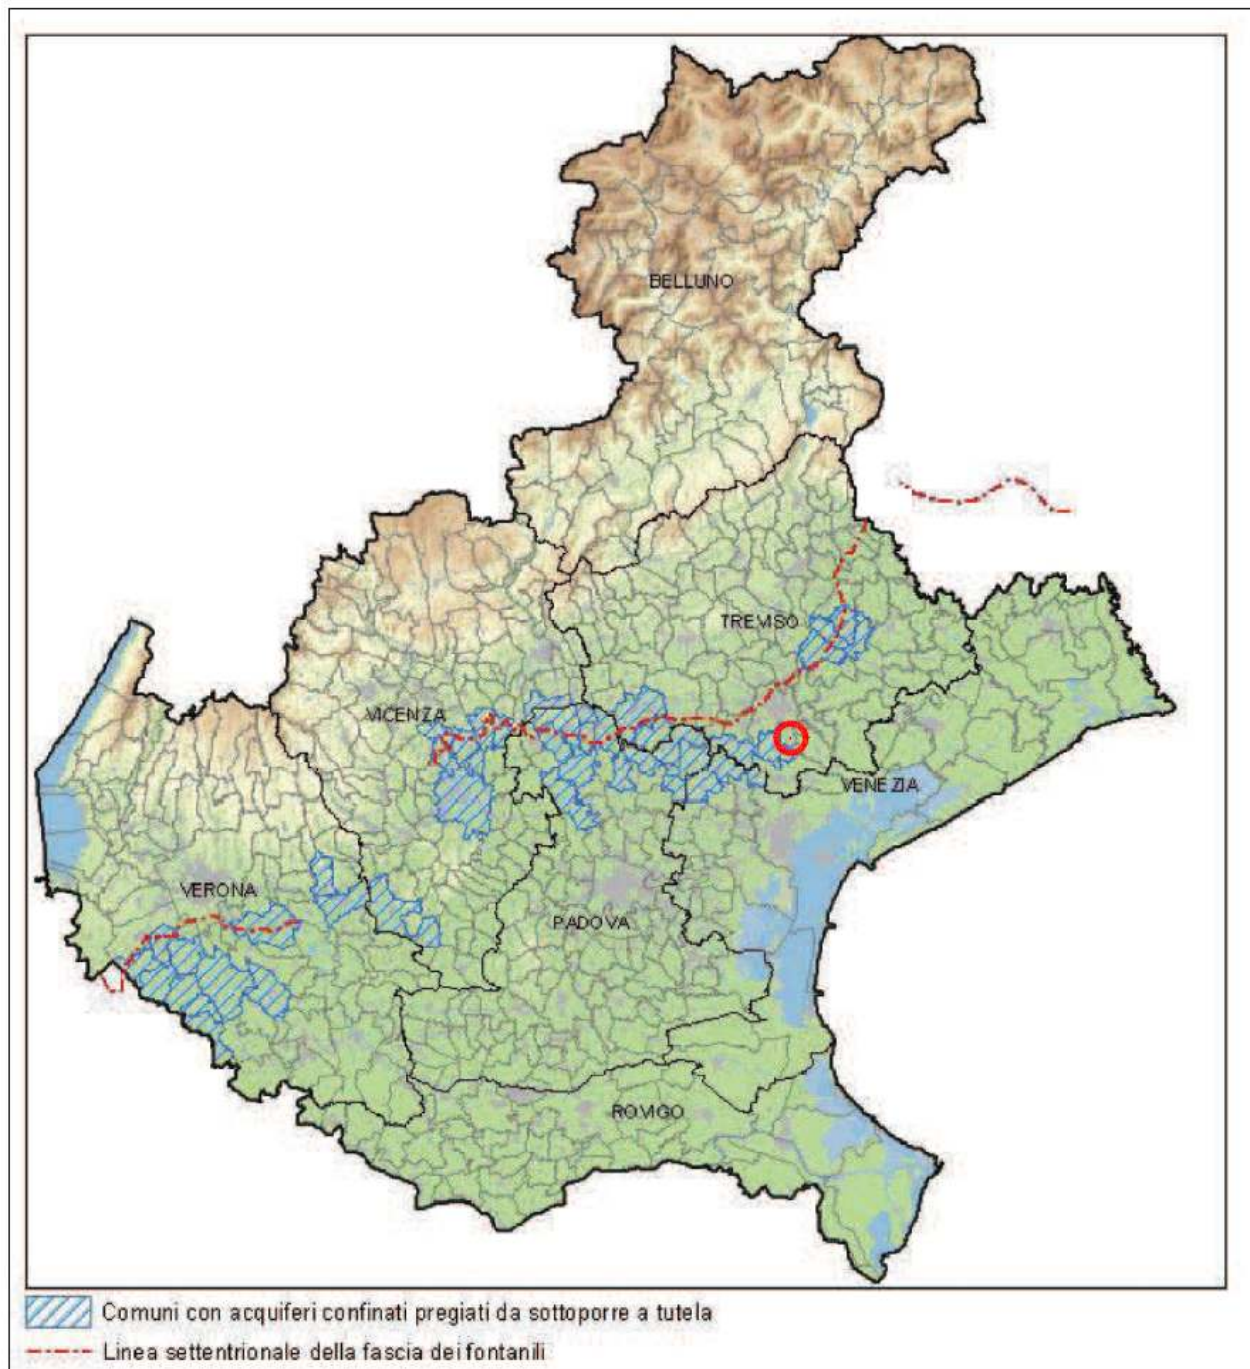 BELLUNO
TREVISO
VICENZA
VENEZIA
VERONA
PADOVA
ROVIGO
Comuni con acquiferi confinati pregiati da sottoporre a tutela
Linea settentrionale della fascia dei fontanili